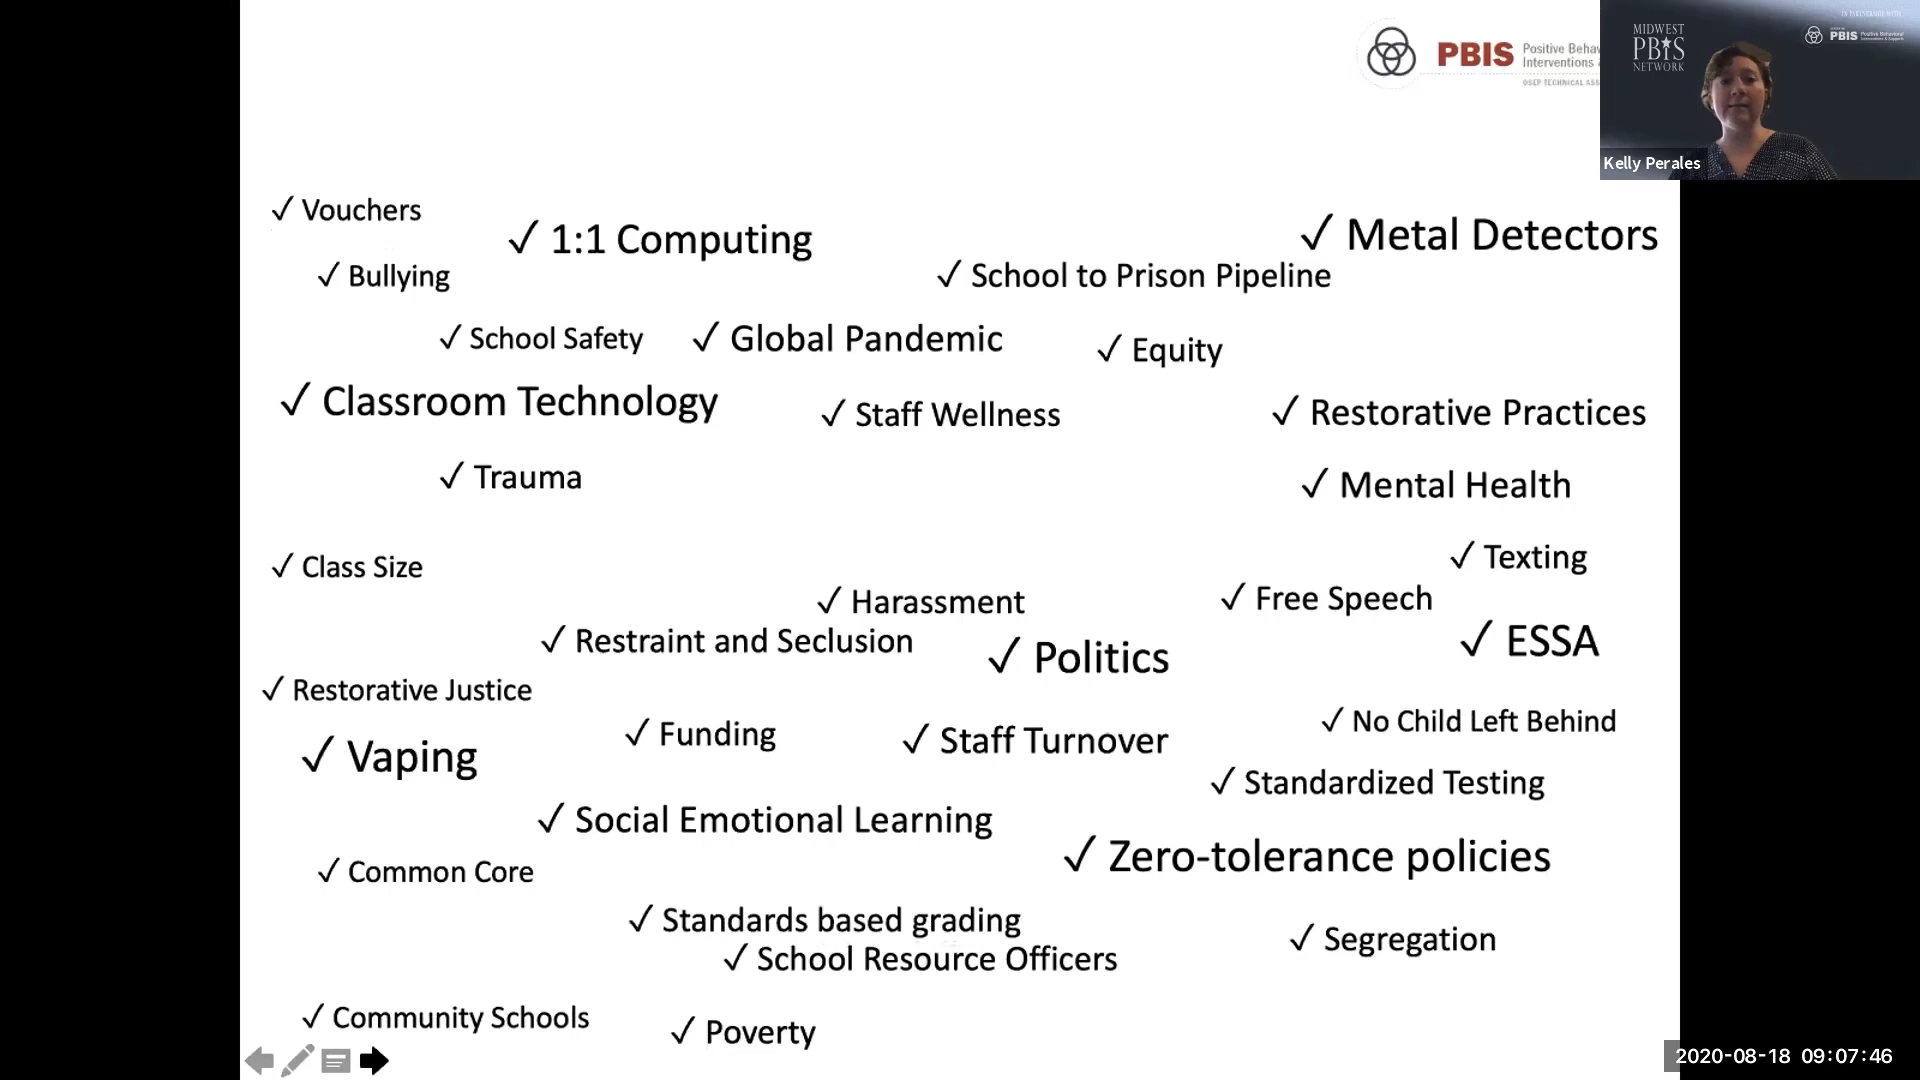 PBIS
Positive Behav
Interventions
OSEP TECHNICAL ASS
MIDWEST
PBIS
NETWORK
PBIS
Kelly Perales
✓ Vouchers
✓ 1:1 Computing
✓ Metal Detectors
✓ Bullying
✓ School to Prison Pipeline
✓ School Safety
✓ Global Pandemic
✓ Equity
✓ Classroom Technology
✓ Staff Wellness
✓ Restorative Practices
✓ Trauma
✓ Mental Health
✓ Class Size
✓ Texting
✓ Harassment
✓ Free Speech
✓ Restraint and Seclusion
✓ Politics
✓ ESSA
✓ Restorative Justice
✓ Funding
✓ Staff Turnover
✓ No Child Left Behind
✓ Vaping
✓ Standardized Testing
✓ Social Emotional Learning
✓ Zero-tolerance policies
✓ Common Core
✓ Standards based grading
✓ Segregation
✓ School Resource Officers
✓ Community Schools
✓ Poverty
2020-08-18 09:07:46